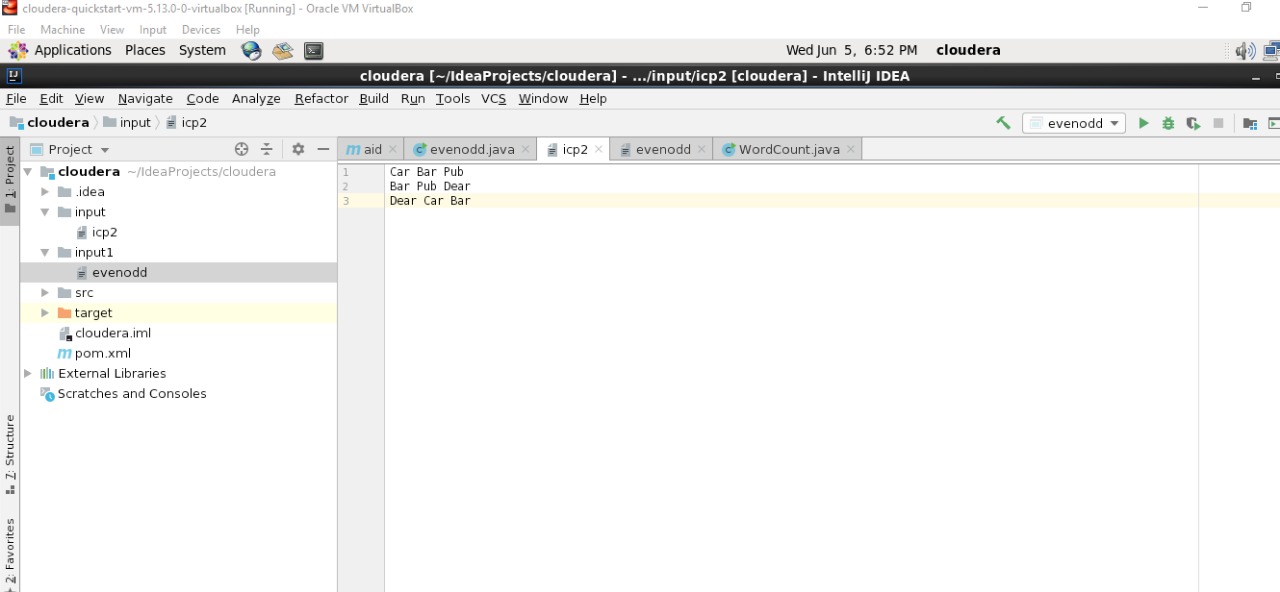 cloudera-quickstart-vm-5.13.0-0-virtualbox [Running] - Oracle VM VirtualBox
File Machine View Input Devices Help
Applications Places System Wed Jun 5, 6:52 PM cloudera
cloudera [~/IdeaProjects/cloudera] - .../input/icp2 [cloudera] - IntelliJ IDEA
File Edit View Navigate Code Analyze Refactor Build Run Tools VCS Window Help
cloudera input icp2 evenodd
1: Project
Project
m aid evenodd.java icp2 evenodd WordCount.java
cloudera ~/IdeaProjects/cloudera
.idea
input
icp2
input1
evenodd
src
target
cloudera.iml
m pom.xml
External Libraries
Scratches and Consoles
1 Car Bar Pub
2 Bar Pub Dear
3 Dear Car Bar
7: Structure
2: Favorites